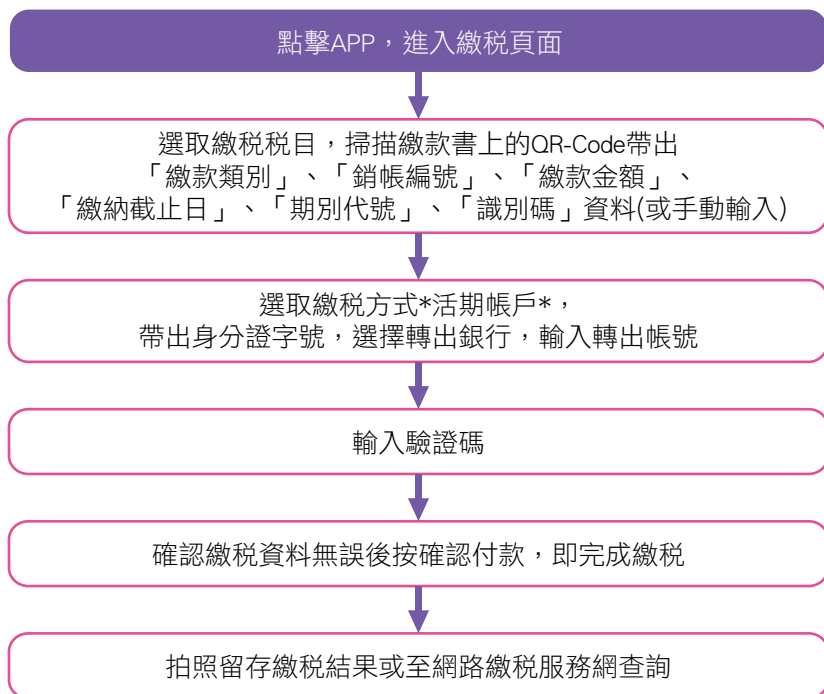 點擊APP，進入繳稅頁面
選取繳稅稅目，掃描繳款書上的QR-Code帶出
「繳款類別」、「銷帳編號」、「繳款金額」、
「繳納截止日」、「期別代號」、「識別碼」資料(或手動輸入)
選取繳稅方式*活期帳戶*，
帶出身分證字號，選擇轉出銀行，輸入轉出帳號
輸入驗證碼
確認繳稅資料無誤後按確認付款，即完成繳稅
拍照留存繳稅結果或至網路繳稅服務網查詢